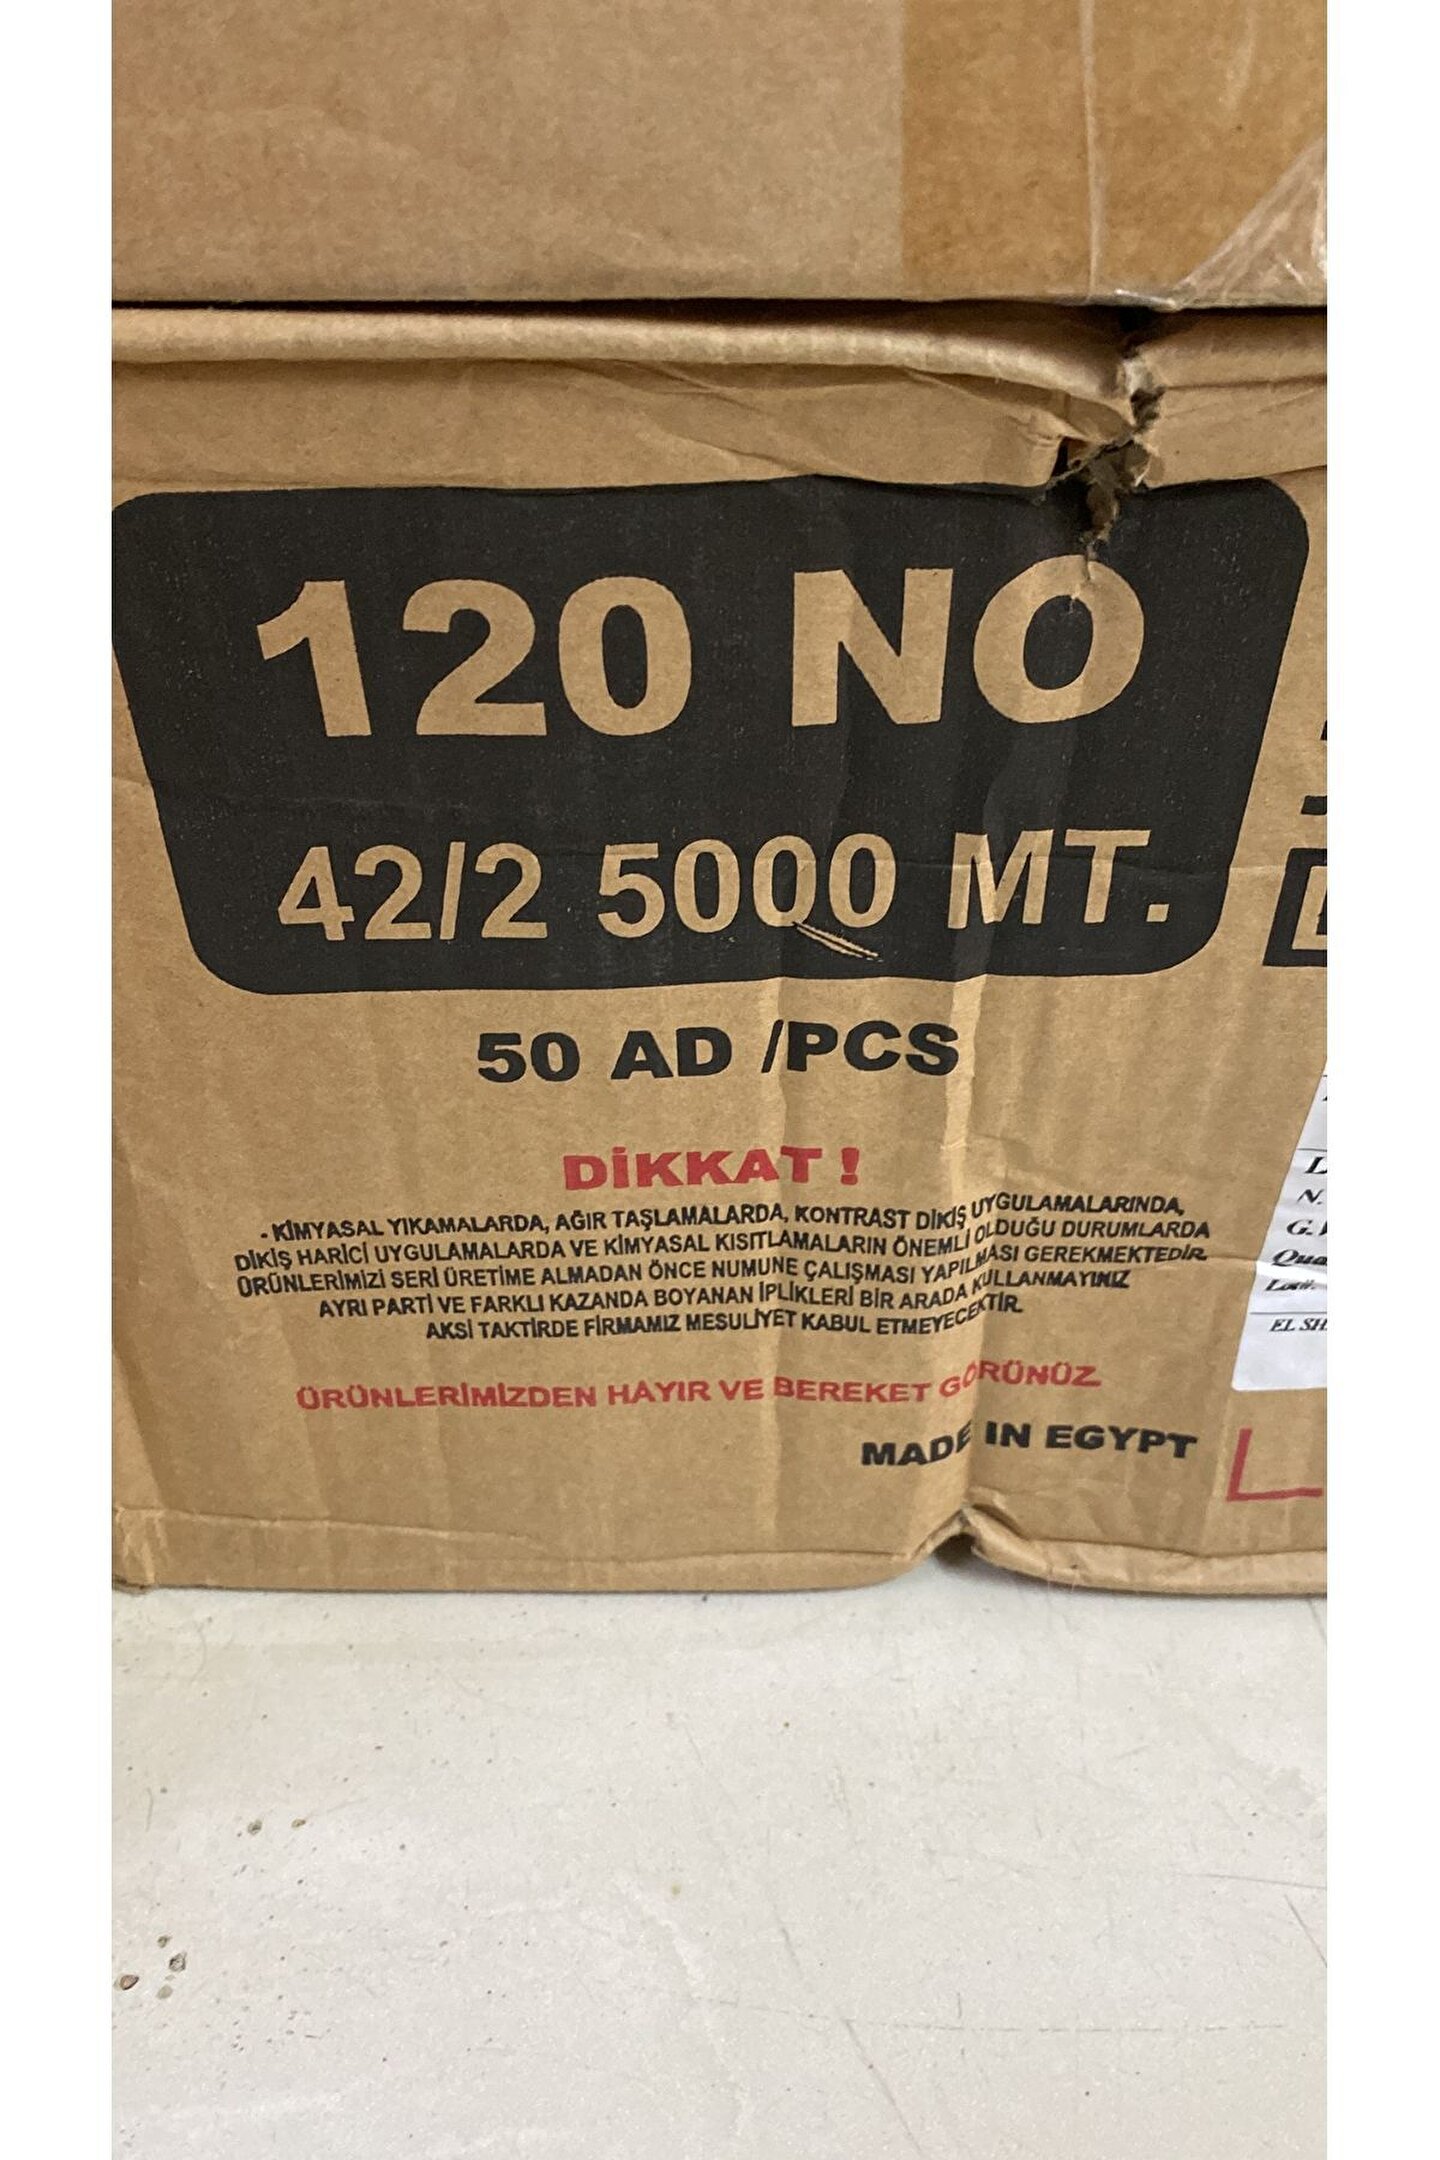 120 NO
42/2 5000 MT.
50 AD /PCS
DİKKAT !
- KİMYASAL YIKAMALARDA, AĞIR TAŞLAMALARDA, KONTRAST DİKİŞ UYGULAMALARINDA,
DİKİŞ HARİCİ UYGULAMALARDA VE KİMYASAL KISITLAMALARIN ÖNEMLİ OLDUĞU DURUMLARDA
ÜRÜNLERİMİZİ SERİ ÜRETİME ALMADAN ÖNCE NUMUNE ÇALIŞMASI YAPILMASI GEREKMEKTEDİR.
AYRI PARTİ VE FARKLI KAZANDA BOYANAN İPLİKLERİ BİR ARADA KULLANMAYINIZ
AKSİ TAKTİRDE FİRMAMIZ MESULİYET KABUL ETMEYECEKTİR.
ÜRÜNLERİMİZDEN HAYIR VE BEREKET GÖRÜNÜZ.
MADE IN EGYPT
N.
EL SH